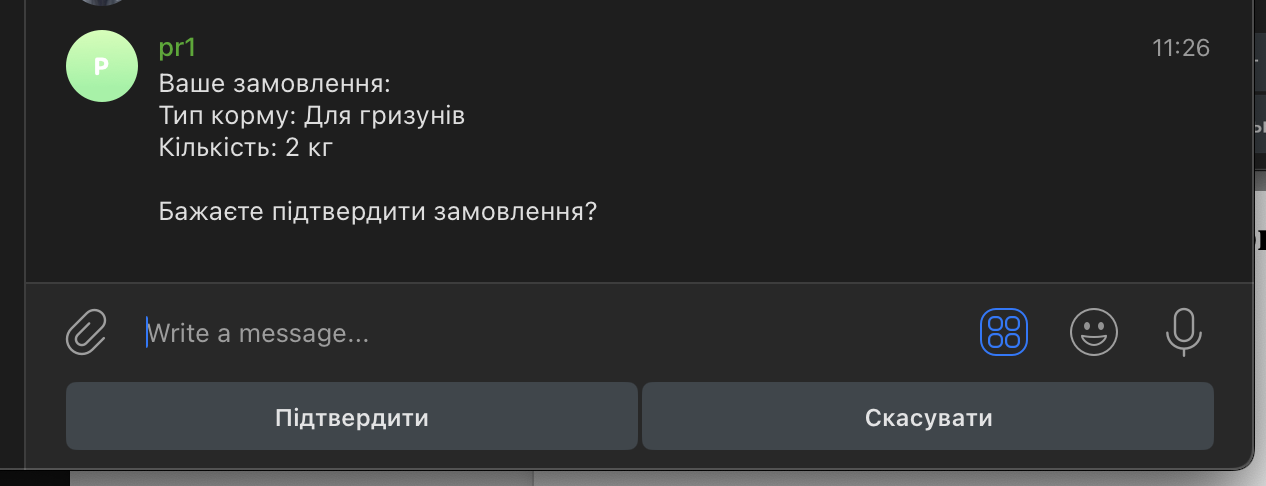 P
pr1
11:26
Ваше замовлення:
Тип корму: Для гризунів
Кількість: 2 кг
Бажаєте підтвердити замовлення?
Write a message...
Підтвердити
Скасувати